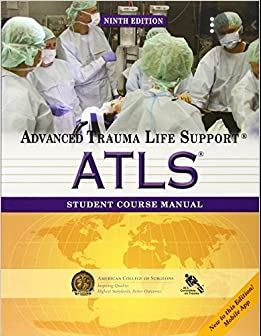 NINTH EDITION
ADVANCED TRAUMA LIFE SUPPORT®
ATLS®
STUDENT COURSE MANUAL
AMERICAN COLLEGE OF SURGEONS
Inspiring Quality:
Highest Standards, Better Outcomes
New to this Edition!
Mobile App